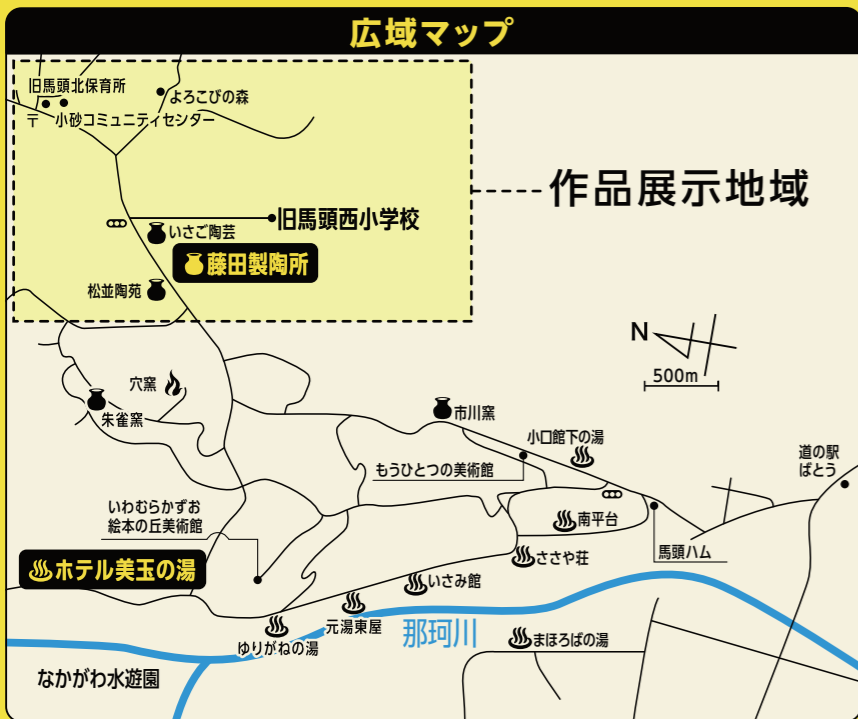 広域マップ
旧馬頭北保育所
よろこびの森
〒 小砂コミュニティセンター
作品展示地域
旧馬頭西小学校
いさご陶芸
藤田製陶所
松並陶苑
N
500m
穴窯
朱雀窯
市川窯
小口館下の湯
もうひとつの美術館
道の駅
ばとう
いわむらかずお
絵本の丘美術館
南平台
馬頭ハム
ささや荘
ホテル美玉の湯
いさみ館
元湯東屋
那珂川
まほろばの湯
ゆりがねの湯
なかがわ水遊園